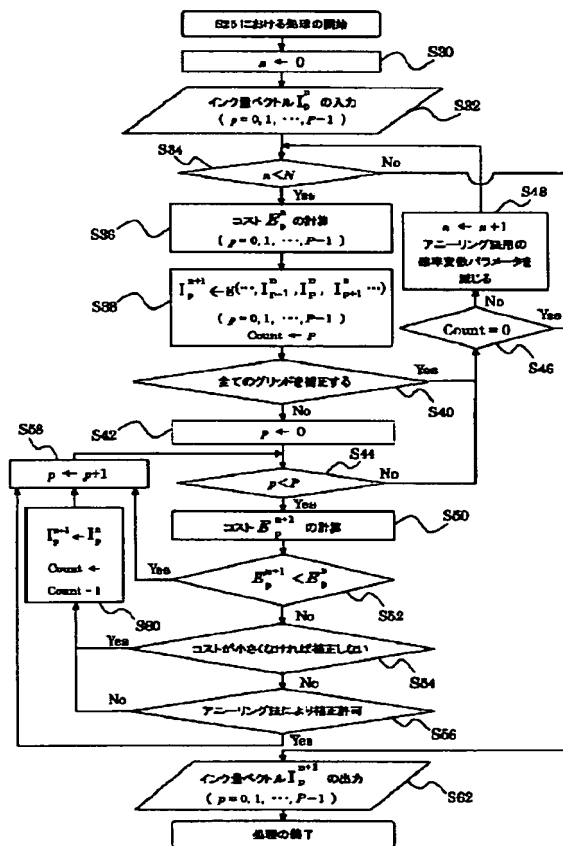 S25における処理の開始
S30
n ← 0
インク量ベクトル I_p^n の入力
( p=0, 1, …, P−1 )
S32
S34
n<N
No
Yes
S48
n ← n+1
アニーリング法用の
確率変数パラメータを
減じる
S36
コスト E_p^n の計算
( p=0, 1, …, P−1 )
S38
I_p^{n+1} ←g(…, I_{p-1}^n, I_p^n, I_{p+1}^n …)
( p=0, 1, …, P−1 )
Count ← P
No
Yes
Count=0
S46
全てのグリッドを補正する
Yes
S40
No
S42
p ← 0
S58
p ← p+1
S44
p<P
No
Yes
コスト E_p^{n+1} の計算
S50
I_p^{n+1} ← I_p^n
Count ←
Count−1
S60
Yes
E_p^{n+1} < E_p^n
S52
No
Yes
コストが小さくなければ補正しない
S54
No
No
アニーリング法により補正許可
S56
Yes
インク量ベクトル I_p^{n+1} の出力
( p=0, 1, …, P−1 )
S62
処理の終了